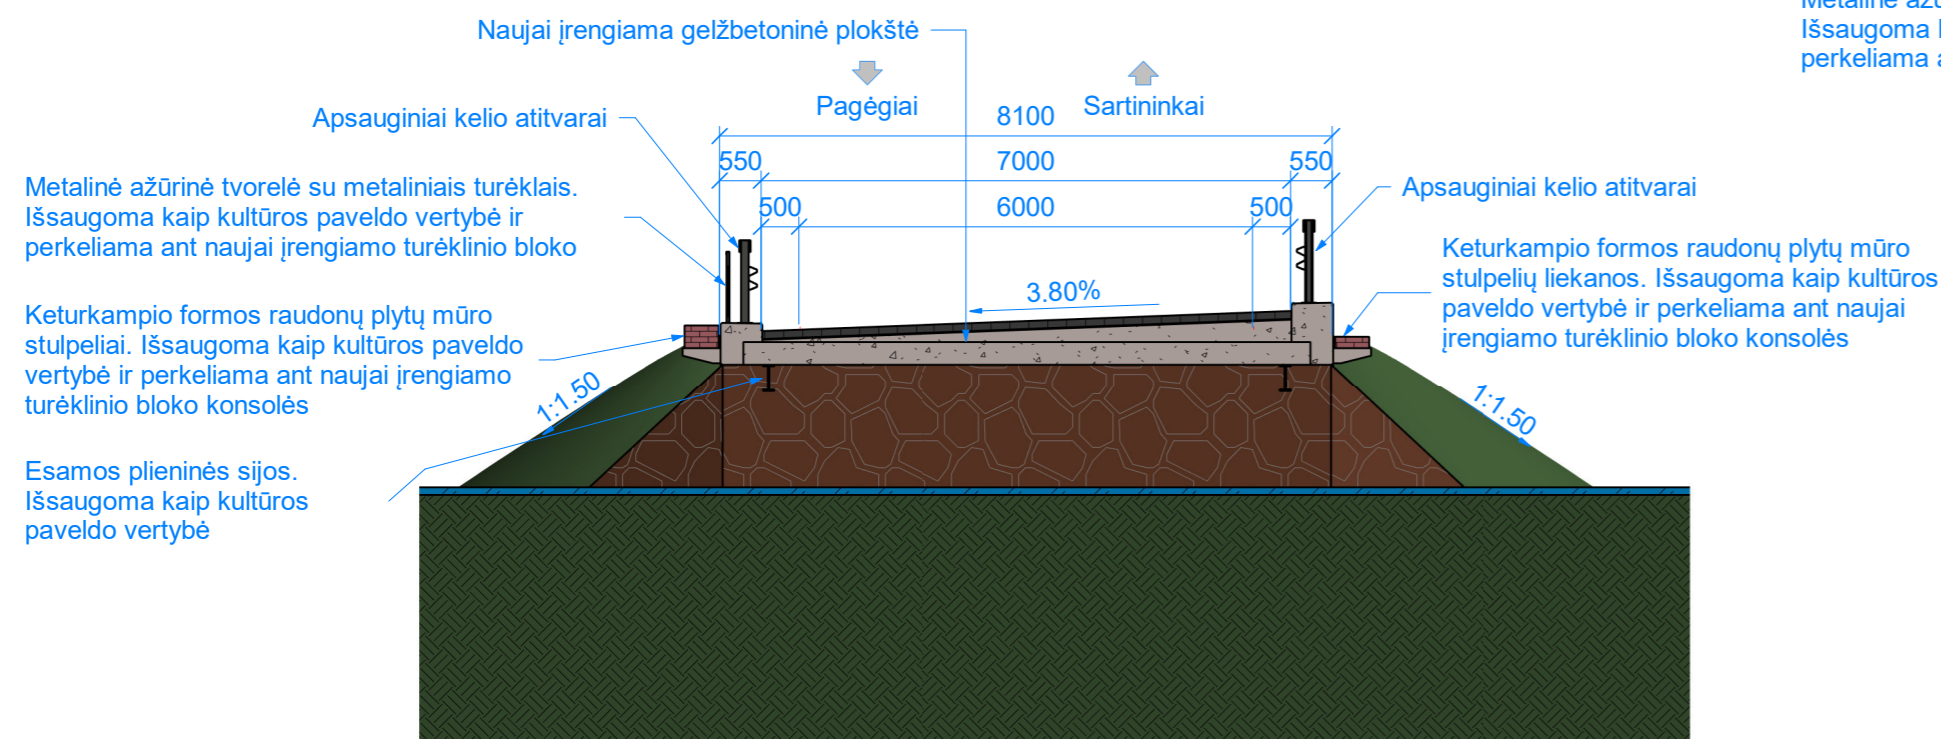 Naujai įrengiama gelžbetoninė plokštė
Pagėgiai
Sartininkai
Apsauginiai kelio atitvarai
8100
550
7000
550
500
6000
500
3.80%
Metalinė ažūrinė tvorelė su metaliniais turėklais.
Išsaugoma kaip kultūros paveldo vertybė ir
perkeliama ant naujai įrengiamo turėklinio bloko
Keturkampio formos raudonų plytų mūro
stulpeliai. Išsaugoma kaip kultūros paveldo
vertybė ir perkeliama ant naujai įrengiamo
turėklinio bloko konsolės
1:1.50
Esamos plieninės sijos.
Išsaugoma kaip kultūros
paveldo vertybė
Apsauginiai kelio atitvarai
Keturkampio formos raudonų plytų mūro
stulpelių liekanos. Išsaugoma kaip kultūros
paveldo vertybė ir perkeliama ant naujai
įrengiamo turėklinio bloko konsolės
1:1.50
Metalinė
Išsaugoma
perkeliama